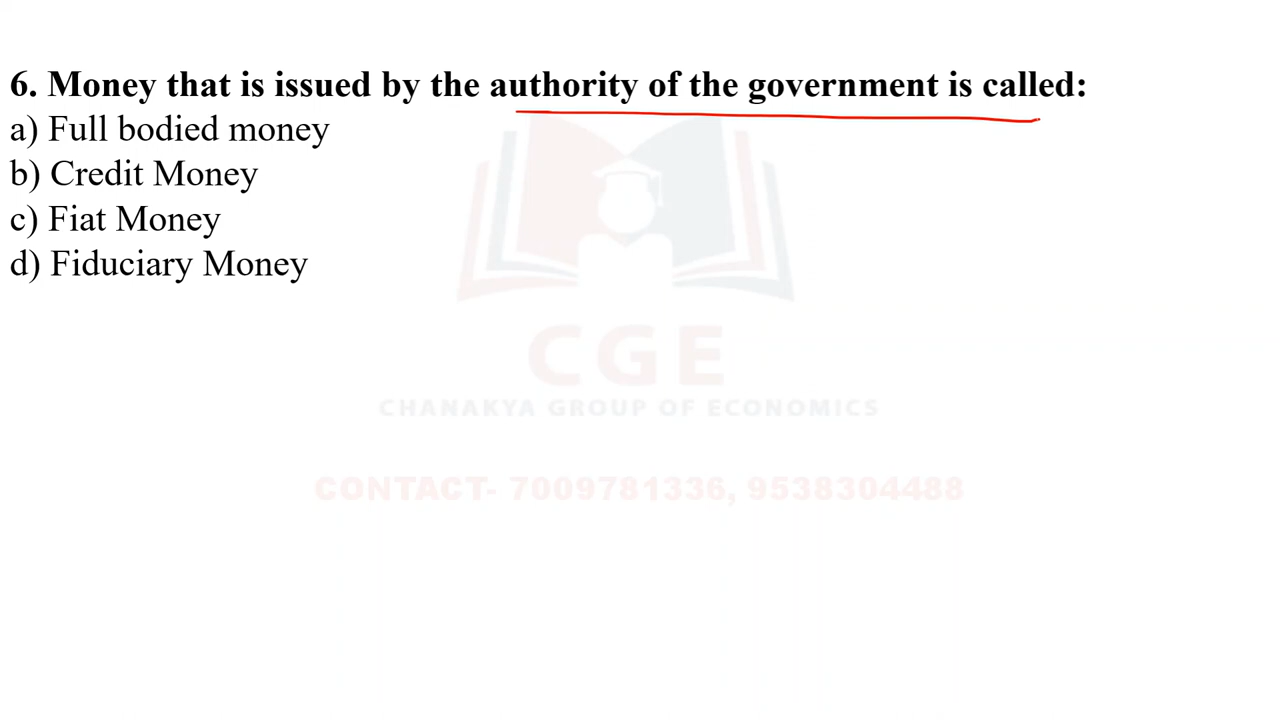 6. Money that is issued by the authority of the government is called:
a) Full bodied money
b) Credit Money
c) Fiat Money
d) Fiduciary Money
CGE
CHANAKYA GROUP OF ECONOMICS
CONTACT- 7009781336, 9538304488